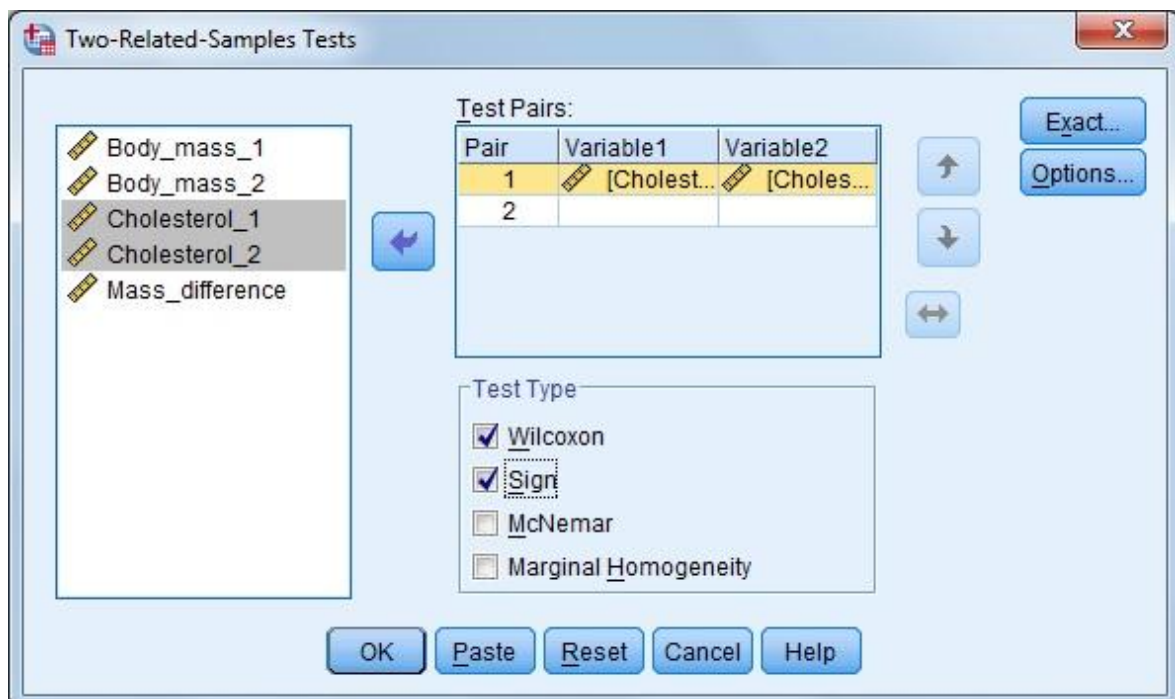 Two-Related-Samples Tests
Body_mass_1
Body_mass_2
Cholesterol_1
Cholesterol_2
Mass_difference
Test Pairs:
Pair Variable1 Variable2
1 [Cholest... [Choles...
2
Exact...
Options...
Test Type
Wilcoxon
Sign
McNemar
Marginal Homogeneity
OK Paste Reset Cancel Help